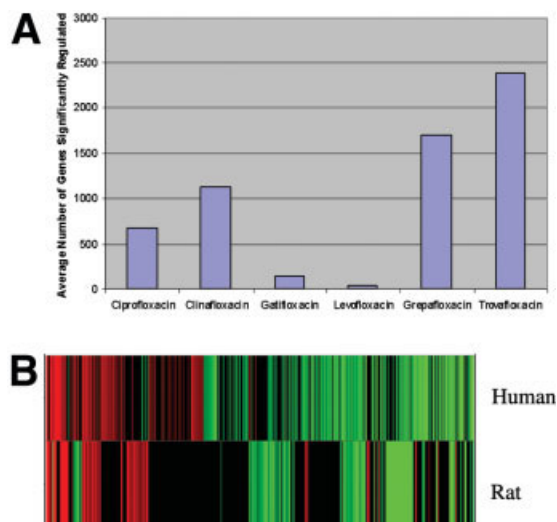 A
Average Number of Genes Significantly Regulated
3000
2500
2000
1500
1000
500
0
Ciprofloxacin Clinafloxacin Gatifloxacin Levofloxacin Grepafloxacin Trovafloxacin
B
Human
Rat